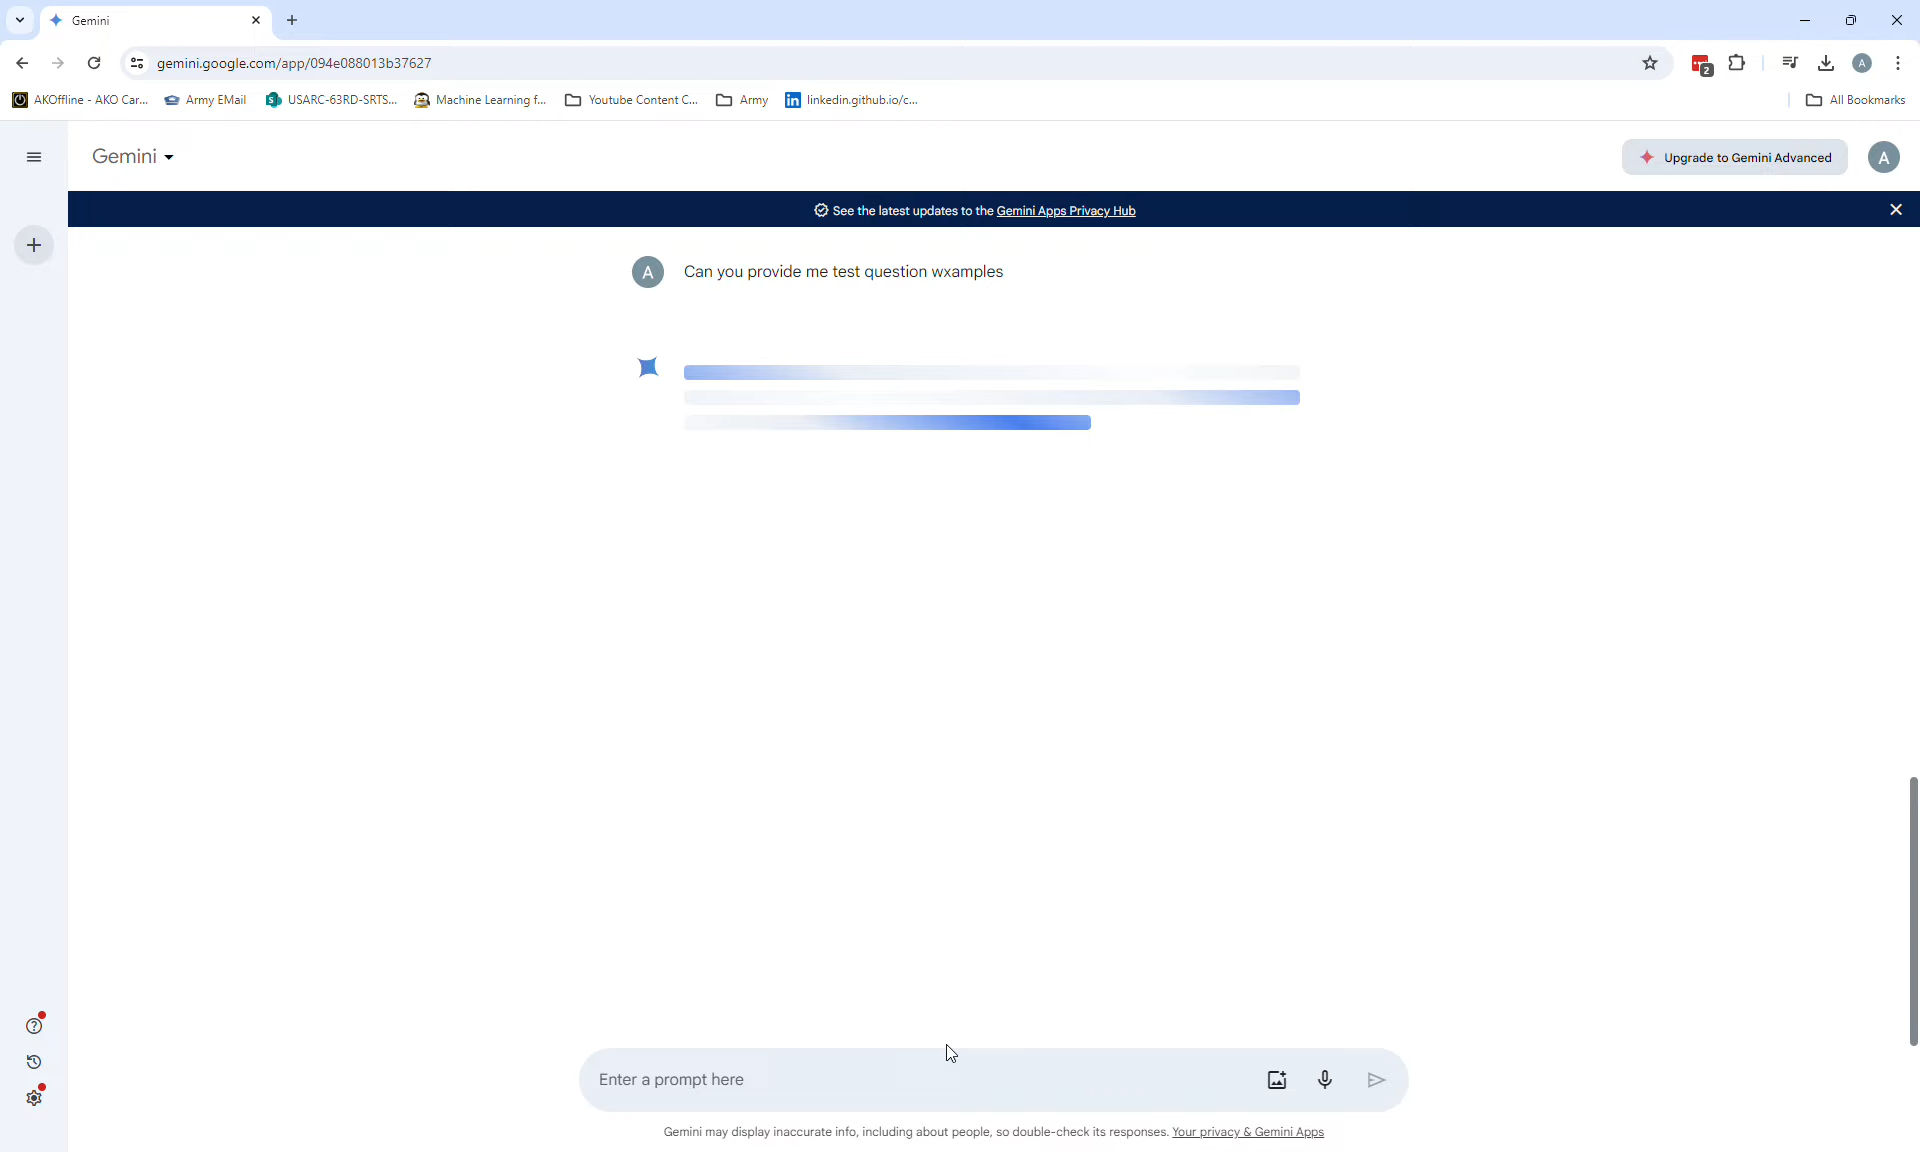 Gemini
gemini.google.com/app/094e088013b37627
2
A
AKOffline - AKO Car...
Army EMail
USARC-63RD-SRTS...
Machine Learning f...
Youtube Content C...
Army
linkedin.github.io/c...
All Bookmarks
Gemini
Upgrade to Gemini Advanced
A
See the latest updates to the Gemini Apps Privacy Hub
A
Can you provide me test question wxamples
Enter a prompt here
Gemini may display inaccurate info, including about people, so double-check its responses. Your privacy & Gemini Apps